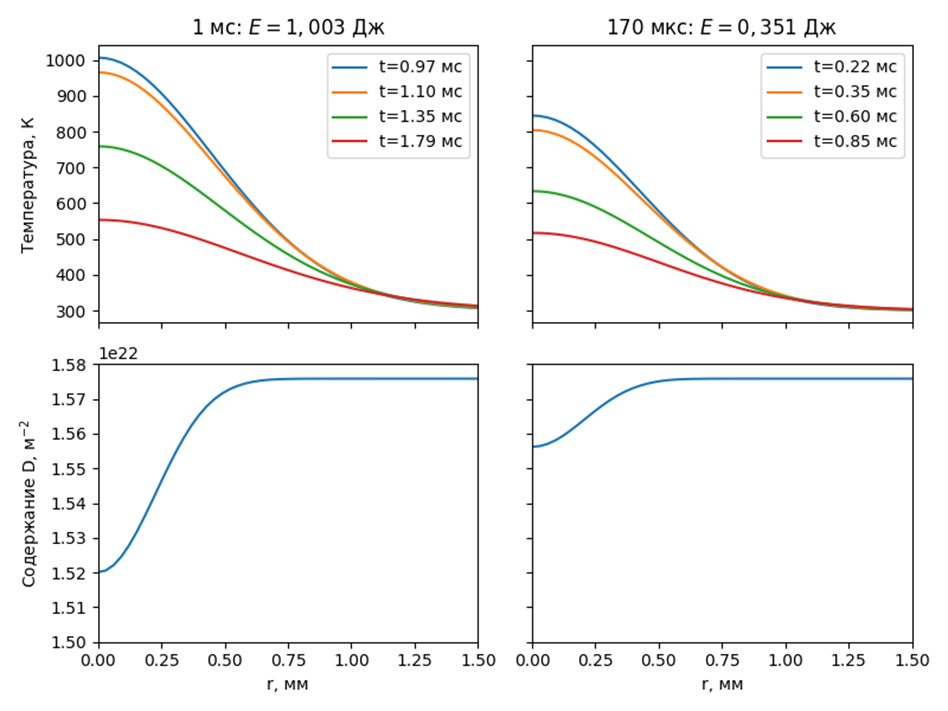 1 мс: E = 1, 003 Дж
170 мкс: E = 0, 351 Дж
Температура, К
1000
900
800
700
600
500
400
300
t=0.97 мс
t=1.10 мс
t=1.35 мс
t=1.79 мс
t=0.22 мс
t=0.35 мс
t=0.60 мс
t=0.85 мс
1e22
Содержание D, м⁻²
1.58
1.57
1.56
1.55
1.54
1.53
1.52
1.51
1.50
0.00 0.25 0.50 0.75 1.00 1.25 1.50
r, мм
0.00 0.25 0.50 0.75 1.00 1.25 1.50
r, мм